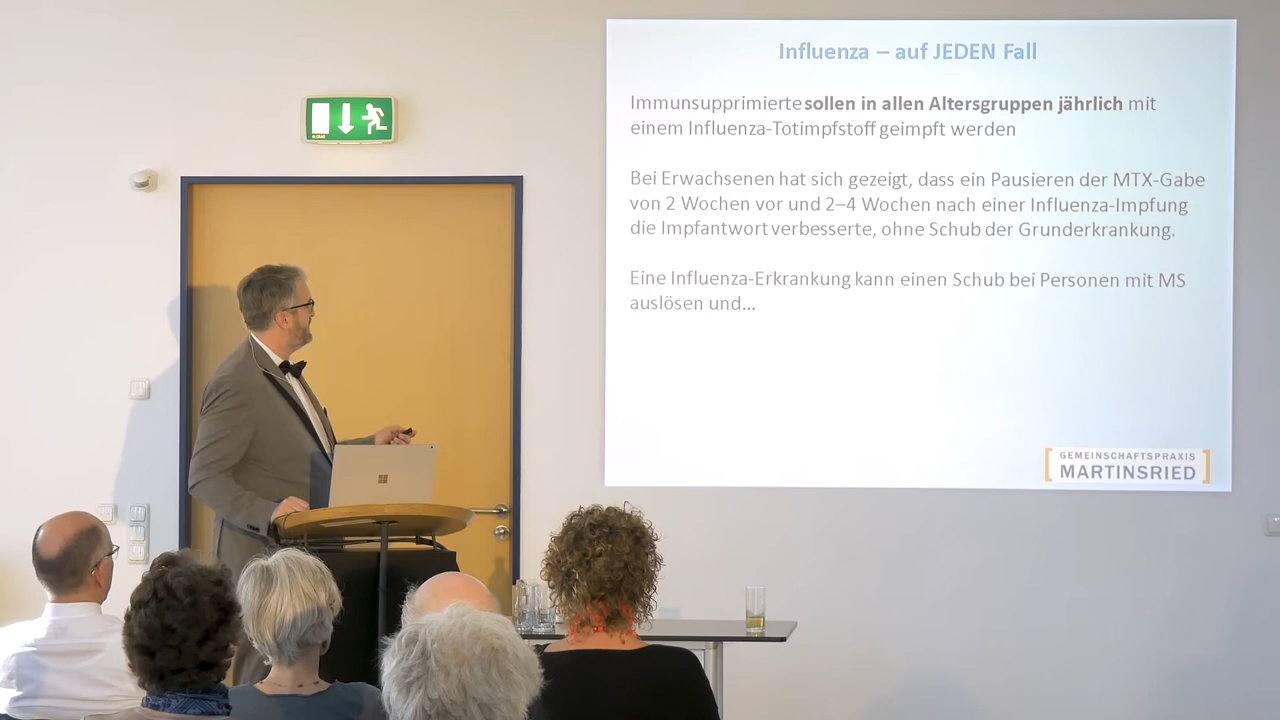 Influenza – auf JEDEN Fall
Immunsupprimierte sollen in allen Altersgruppen jährlich mit
einem Influenza-Totimpfstoff geimpft werden
Bei Erwachsenen hat sich gezeigt, dass ein Pausieren der MTX-Gabe
von 2 Wochen vor und 2–4 Wochen nach einer Influenza-Impfung
die Impfantwort verbesserte, ohne Schub der Grunderkrankung.
Eine Influenza-Erkrankung kann einen Schub bei Personen mit MS
auslösen und...
GEMEINSCHAFTSPRAXIS
MARTINSRIED